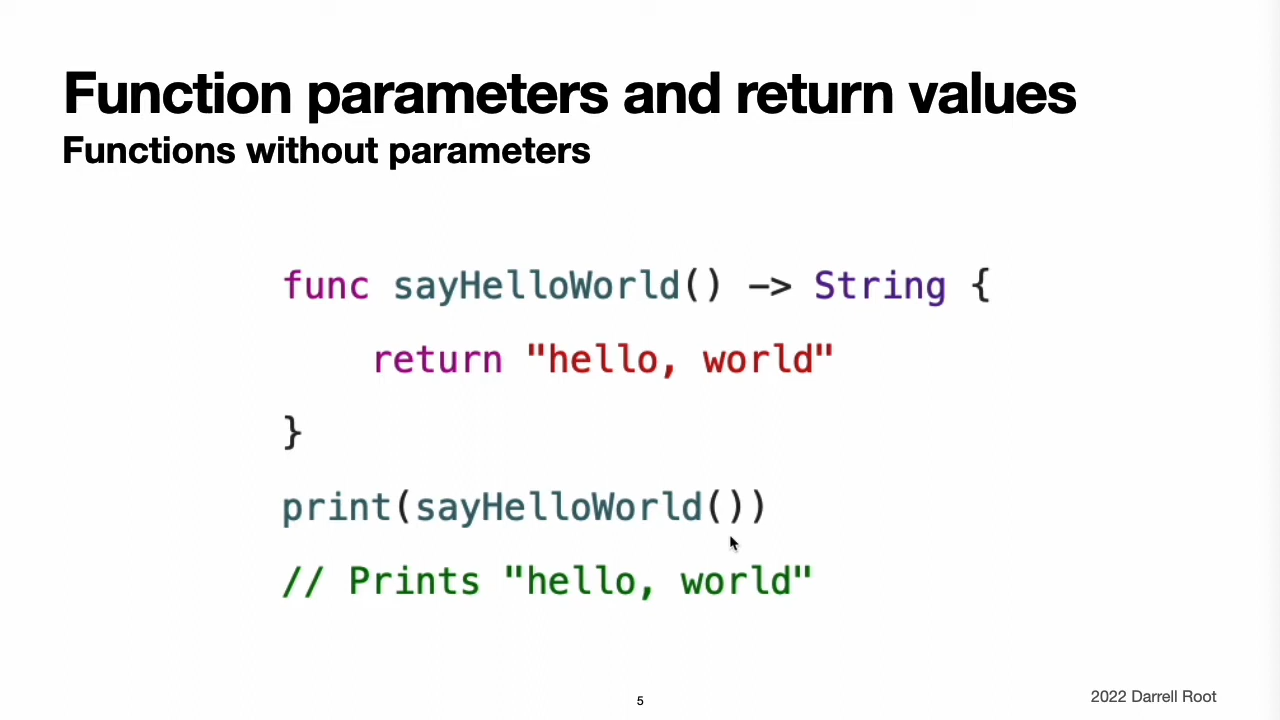 Function parameters and return values
Functions without parameters
func sayHelloWorld() -> String {
    return "hello, world"
}
print(sayHelloWorld())
// Prints "hello, world"
5
2022 Darrell Root